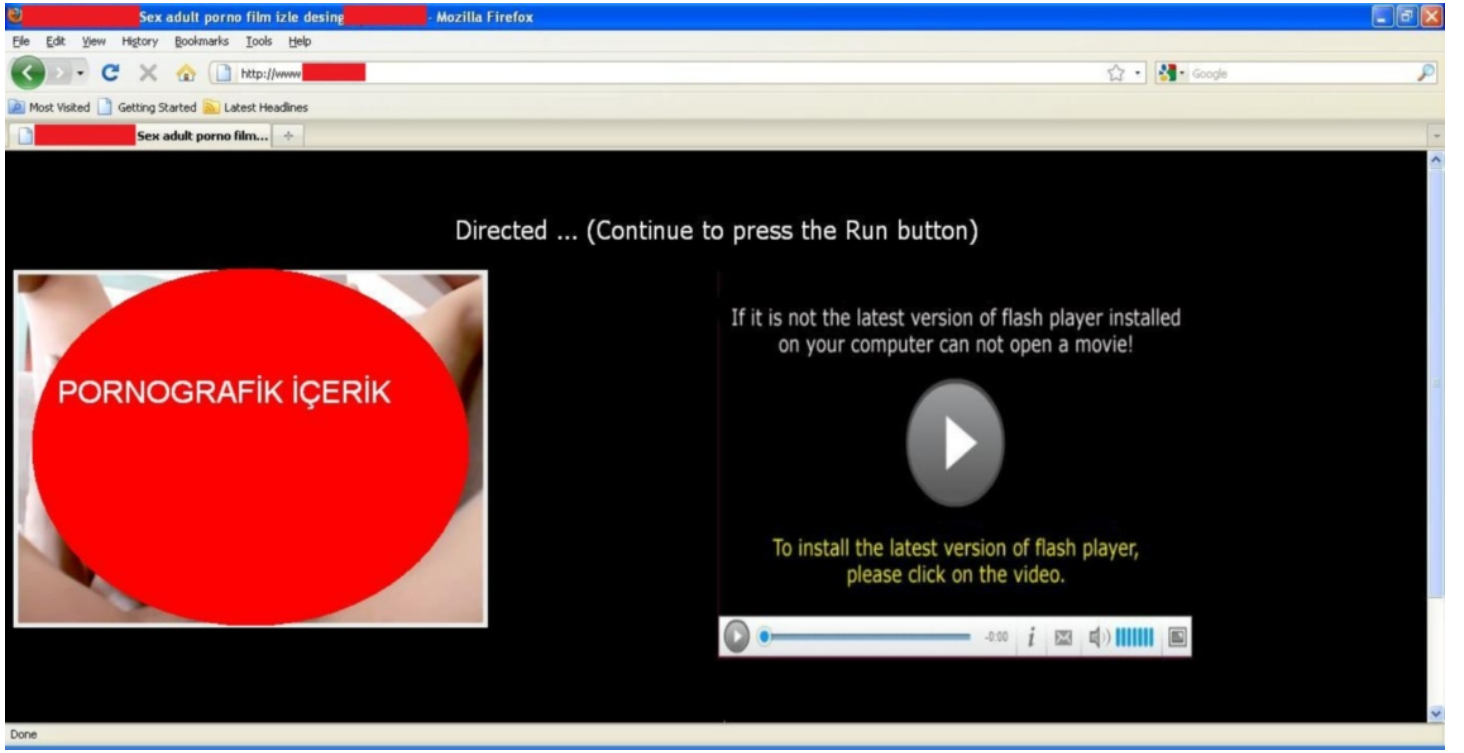 Sex adult porno film izle desing - Mozilla Firefox
File Edit View History Bookmarks Tools Help
http://www Google
Most Visited Getting Started Latest Headlines
Sex adult porno film...
Directed ... (Continue to press the Run button)
If it is not the latest version of flash player installed
on your computer can not open a movie!
PORNOGRAFİK İÇERİK
To install the latest version of flash player,
please click on the video.
-0:00
Done